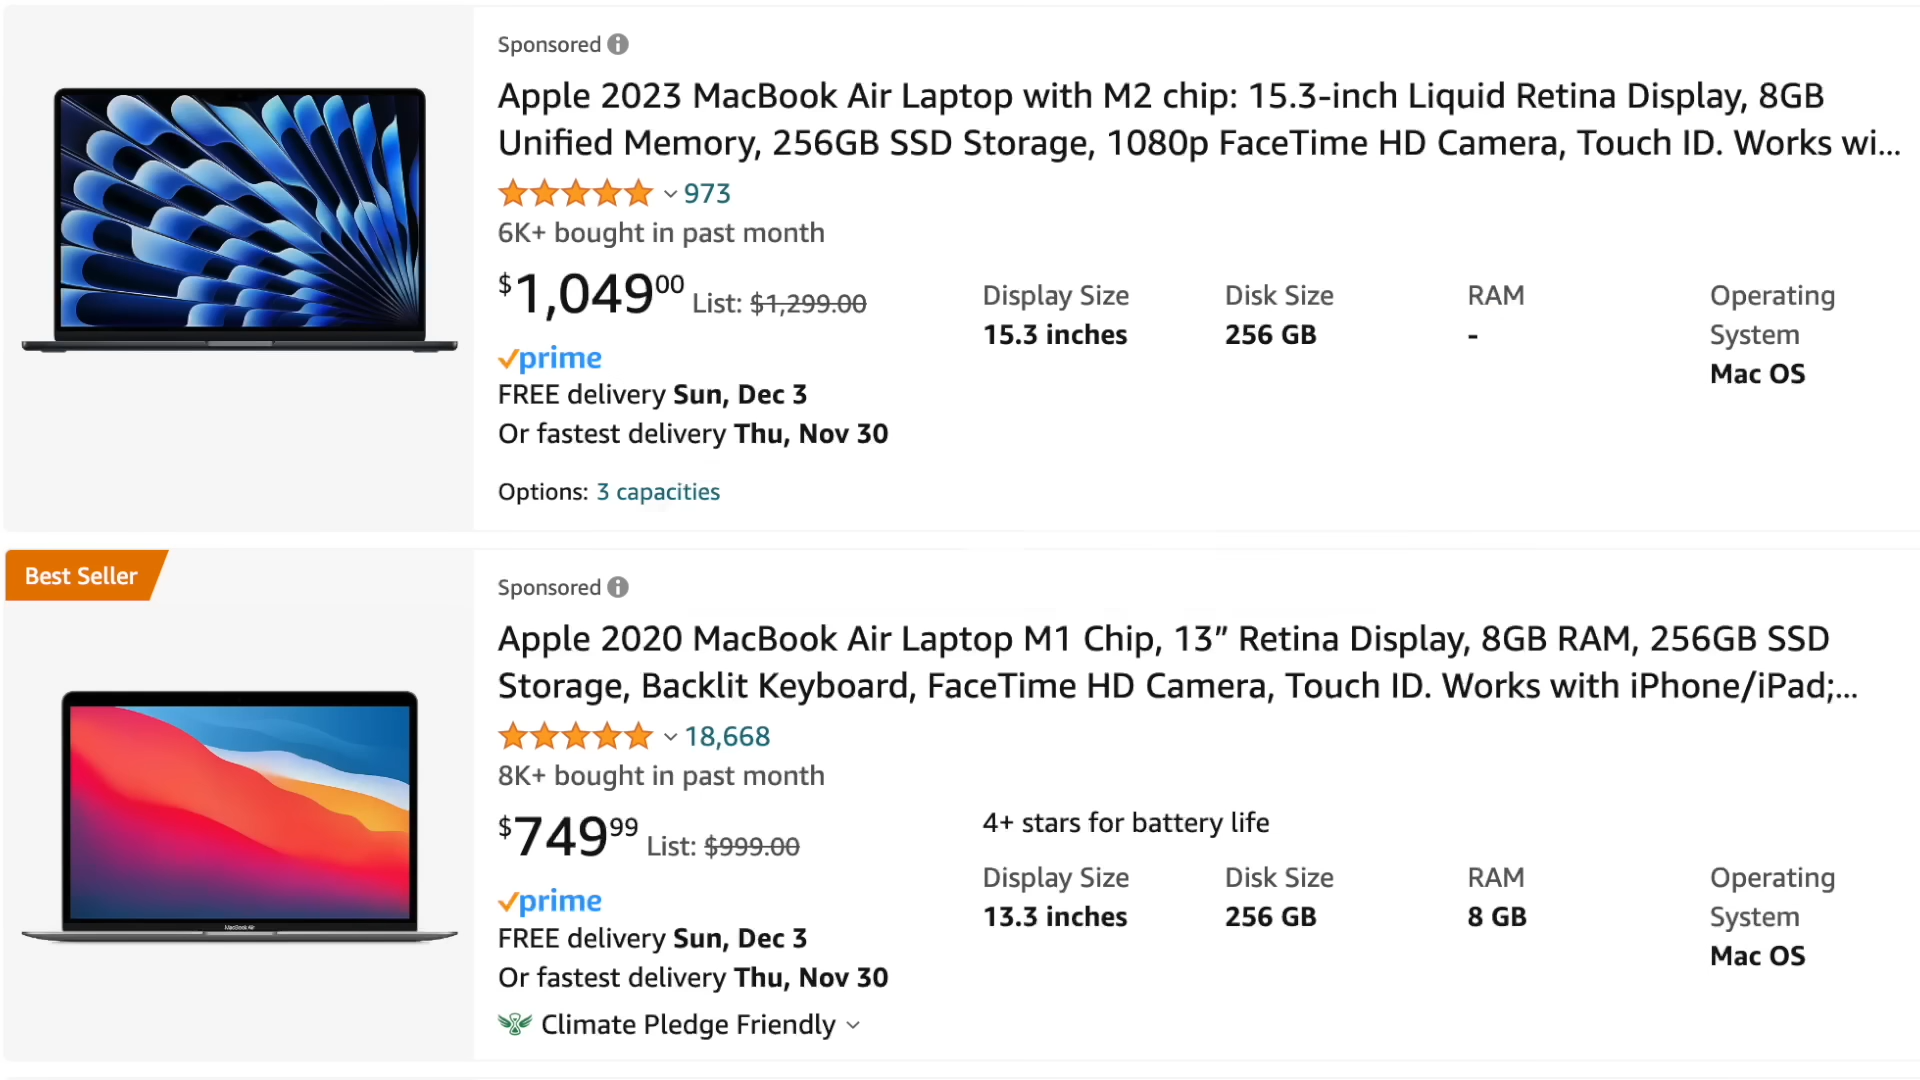 Sponsored
Apple 2023 MacBook Air Laptop with M2 chip: 15.3-inch Liquid Retina Display, 8GB
Unified Memory, 256GB SSD Storage, 1080p FaceTime HD Camera, Touch ID. Works wi...
973
6K+ bought in past month
$1,049.00 List: $1,299.00
prime
FREE delivery Sun, Dec 3
Or fastest delivery Thu, Nov 30
Options: 3 capacities
Display Size
15.3 inches
Disk Size
256 GB
RAM
-
Operating
System
Mac OS
Best Seller
Sponsored
Apple 2020 MacBook Air Laptop M1 Chip, 13” Retina Display, 8GB RAM, 256GB SSD
Storage, Backlit Keyboard, FaceTime HD Camera, Touch ID. Works with iPhone/iPad;...
18,668
8K+ bought in past month
$749.99 List: $999.00
prime
FREE delivery Sun, Dec 3
Or fastest delivery Thu, Nov 30
Climate Pledge Friendly
4+ stars for battery life
Display Size
13.3 inches
Disk Size
256 GB
RAM
8 GB
Operating
System
Mac OS
MacBook Air